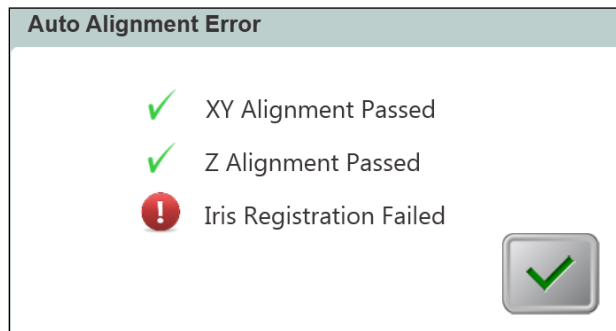 Auto Alignment Error
XY Alignment Passed
Z Alignment Passed
Iris Registration Failed